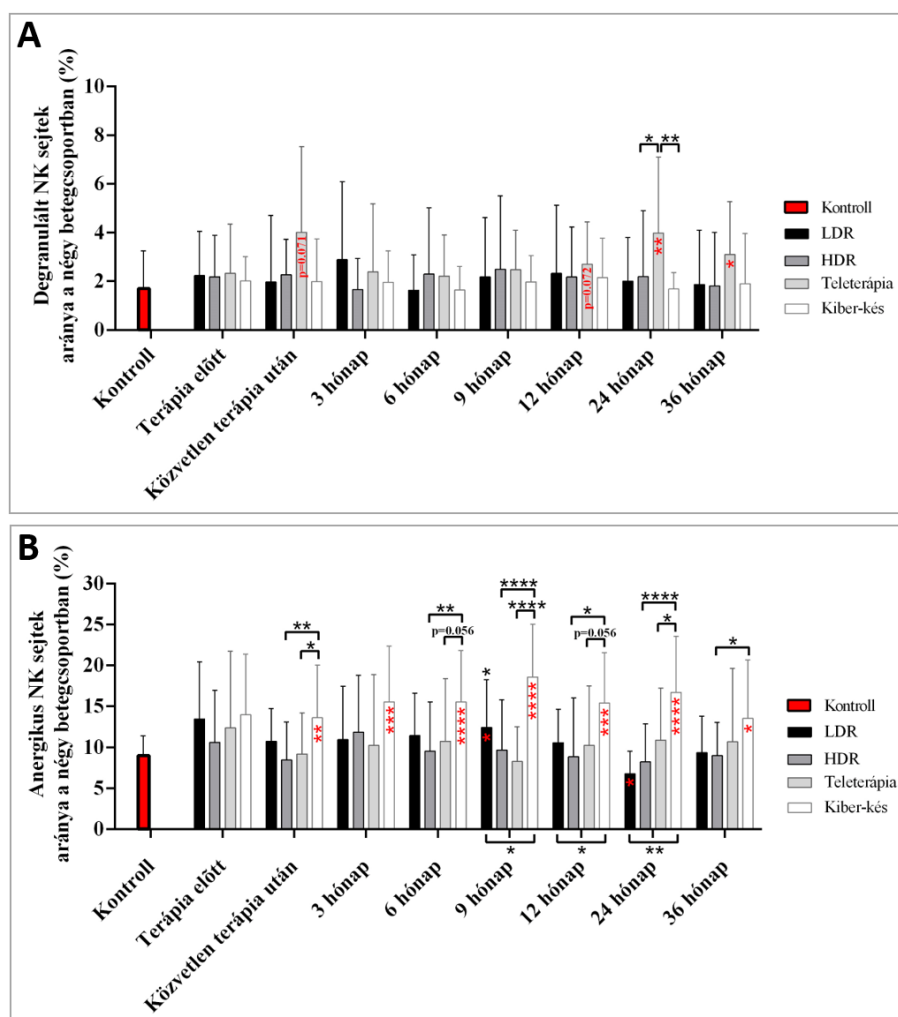 A
Degranulált NK sejtek
aránya a négy betegcsoportban (%)
10
8
6
4
2
0
p=0.071
p=0.072
*
**
**
*
Kontroll
Terápia előtt
Közvetlen terápia után
3 hónap
6 hónap
9 hónap
12 hónap
24 hónap
36 hónap
Kontroll
LDR
HDR
Teleterápia
Kiber-kés
B
Anergikus NK sejtek
aránya a négy betegcsoportban (%)
30
25
20
15
10
5
0
**
*
**
***
**
p=0.056
****
****
****
*
*
****
*
p=0.056
***
****
*
****
*
*
*
*
*
**
Kontroll
Terápia előtt
Közvetlen terápia után
3 hónap
6 hónap
9 hónap
12 hónap
24 hónap
36 hónap
Kontroll
LDR
HDR
Teleterápia
Kiber-kés